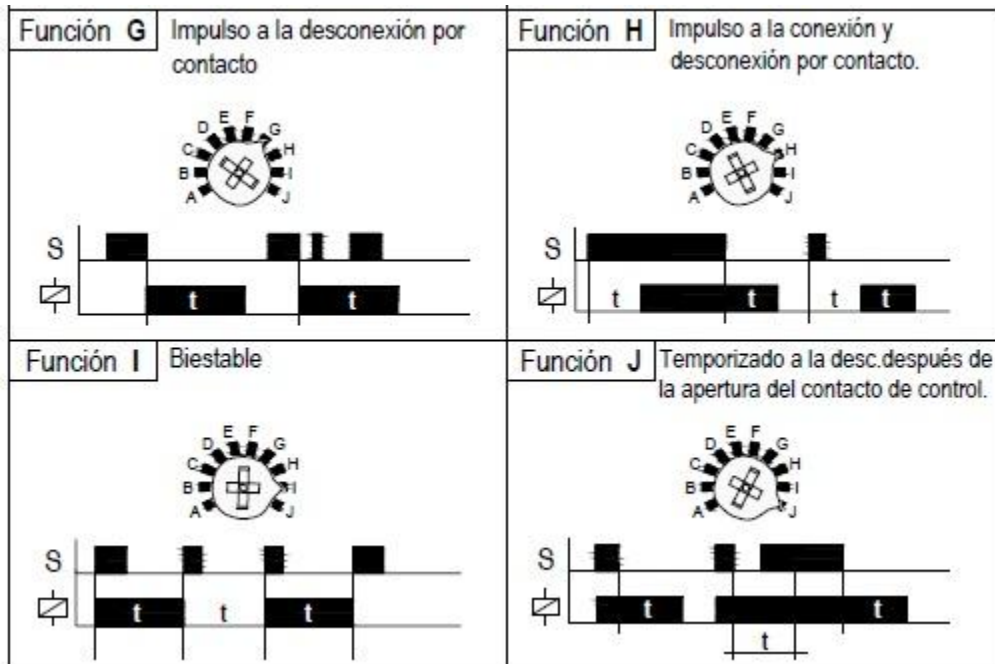 Función G
Impulso a la desconexión por
contacto
A B C D E F G H I J
S
t t
Función H
Impulso a la conexión y
desconexión por contacto.
A B C D E F G H I J
S
t t t t
Función I
Biestable
A B C D E F G H I J
S
t t t
Función J
Temporizado a la desc.después de
la apertura del contacto de control.
A B C D E F G H I J
S
t t
t